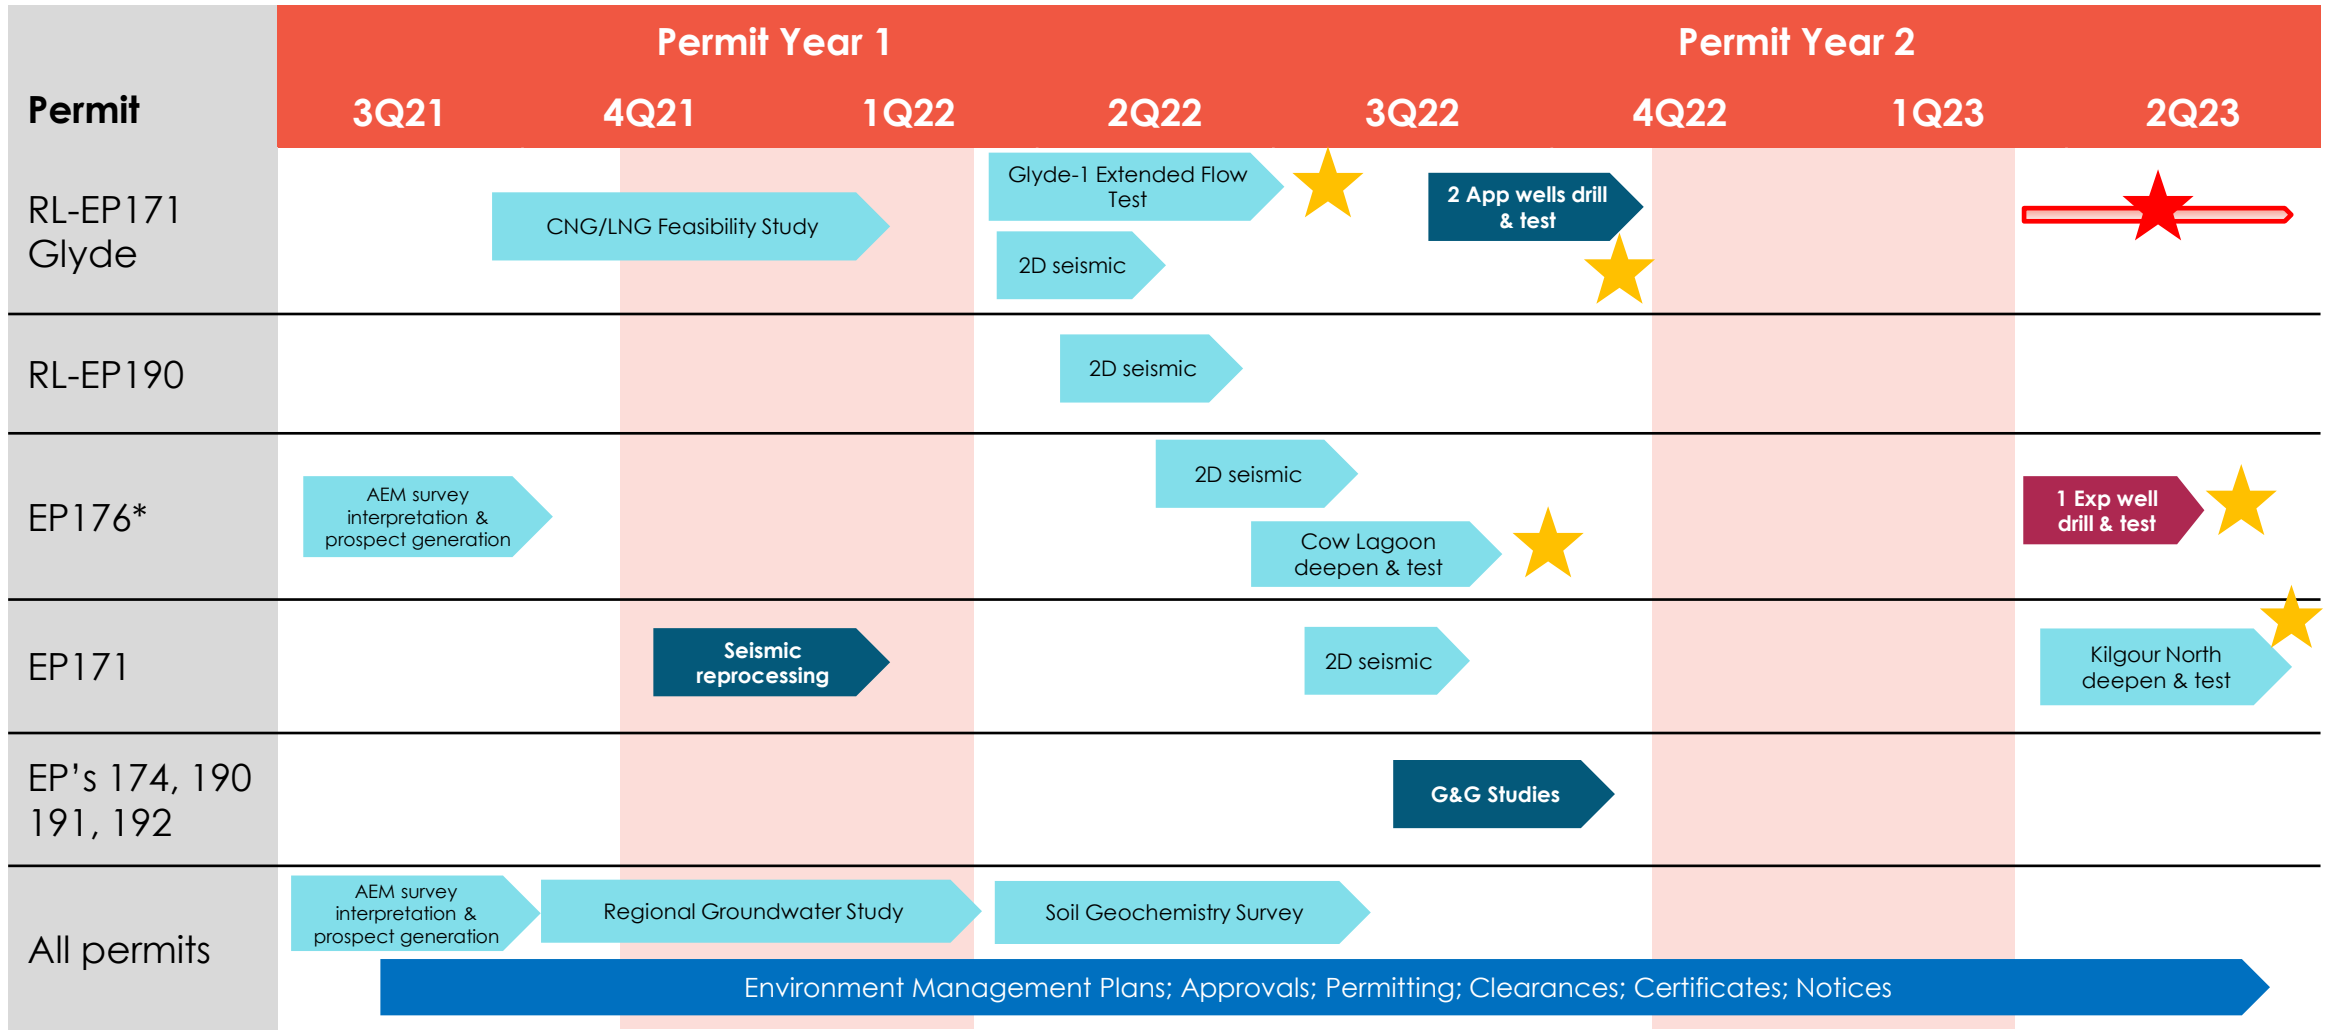 Permit Year 1
Permit Year 2
Permit
3Q21
4Q21
1Q22
2Q22
3Q22
4Q22
1Q23
2Q23
RL-EP171
Glyde
CNG/LNG Feasibility Study
Glyde-1 Extended Flow
Test
2D seismic
2 App wells drill
& test
RL-EP190
2D seismic
EP176*
AEM survey
interpretation &
prospect generation
2D seismic
Cow Lagoon
deepen & test
1 Exp well
drill & test
EP171
Seismic
reprocessing
2D seismic
Kilgour North
deepen & test
EP’s 174, 190
191, 192
G&G Studies
All permits
AEM survey
interpretation &
prospect generation
Regional Groundwater Study
Soil Geochemistry Survey
Environment Management Plans; Approvals; Permitting; Clearances; Certificates; Notices